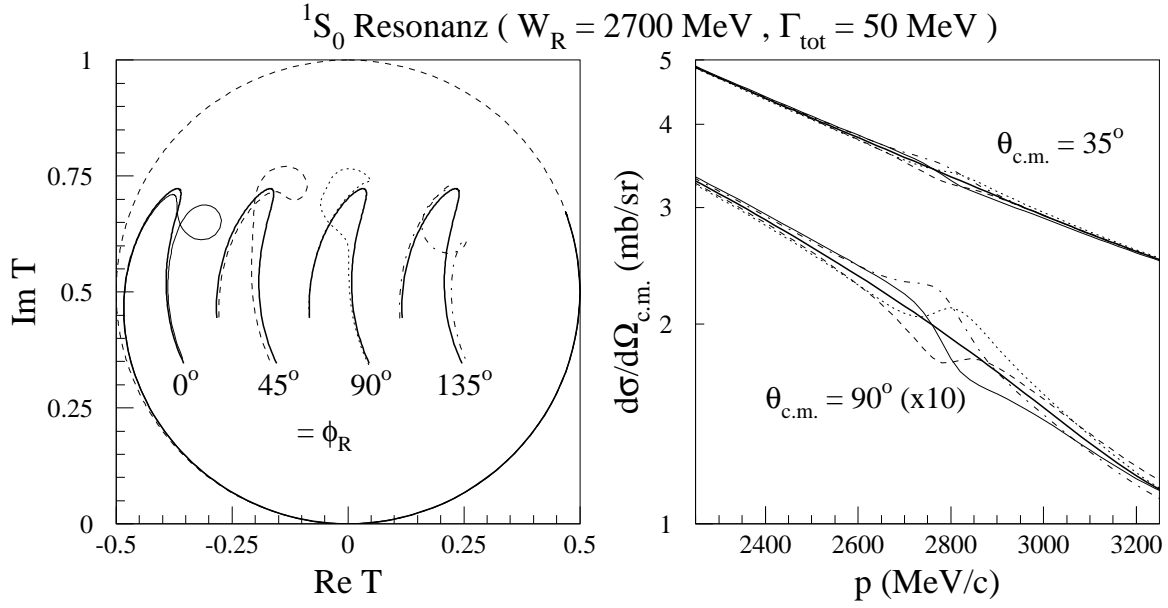 ¹S₀ Resonanz ( W_R = 2700 MeV , Γ_tot = 50 MeV )
Im T
1
0.75
0.5
0.25
0
-0.5
-0.25
0
0.25
0.5
Re T
0° 45° 90° 135°
= ϕ_R
dσ/dΩ_c.m. (mb/sr)
5
4
3
2
1
2400
2600
2800
3000
3200
p (MeV/c)
θ_c.m. = 35°
θ_c.m. = 90° (x10)